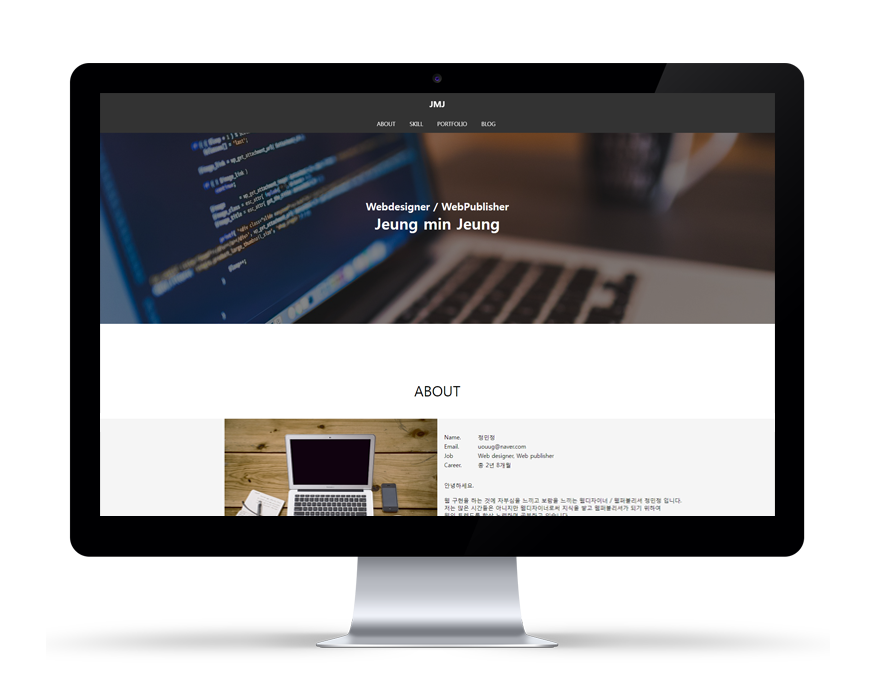 JMJ
ABOUT SKILL PORTFOLIO BLOG
Webdesigner / WebPublisher
Jeung min Jeung
ABOUT
Name. 정민정
Email. uouug@naver.com
Job Web designer, Web publisher
Career. 총 2년 8개월
안녕하세요.
웹 구현을 하는 것에 자부심을 느끼고 보람을 느끼는 웹디자이너 / 웹퍼블리셔 정민정 입니다.
저는 많은 시간들은 아니지만 웹디자이너로써 지식을 쌓고 웹퍼블리셔가 되기 위하여